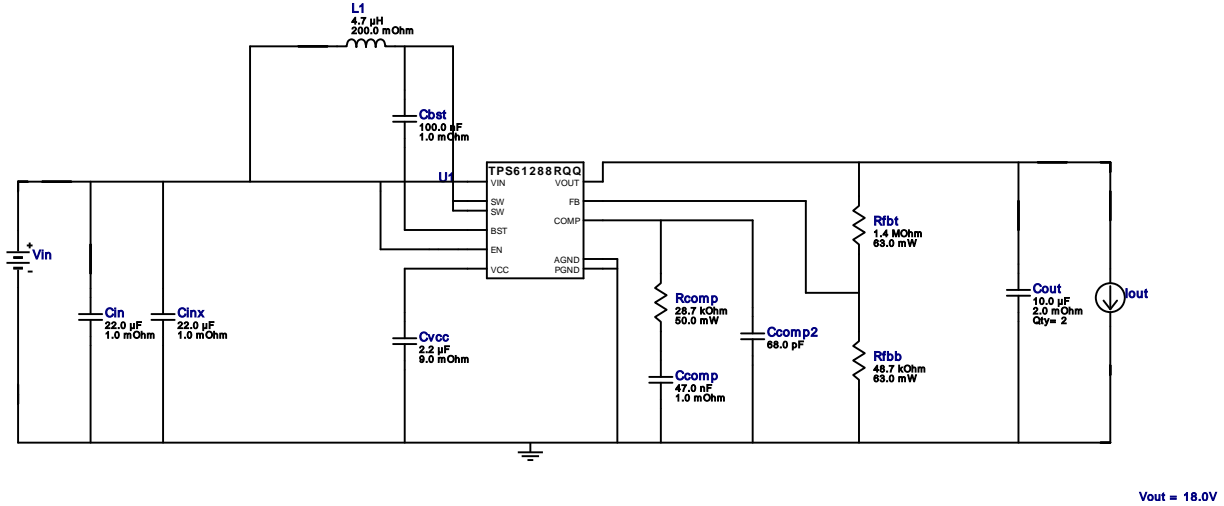 L1
4.7 µH
200.0 mOhm
Cbst
100.0 nF
1.0 mOhm
U1
TPS61288RQQ
VIN
VOUT
SW
FB
SW
COMP
BST
EN
AGND
VCC
PGND
+
Vin
-
Cin
22.0 µF
1.0 mOhm
Cinx
22.0 µF
1.0 mOhm
Cvcc
2.2 µF
9.0 mOhm
Rcomp
28.7 kOhm
50.0 mW
Ccomp
47.0 nF
1.0 mOhm
Ccomp2
68.0 pF
Rfbt
1.4 MOhm
63.0 mW
Rfbb
48.7 kOhm
63.0 mW
Cout
10.0 µF
2.0 mOhm
Qty= 2
Iout
Vout = 18.0V